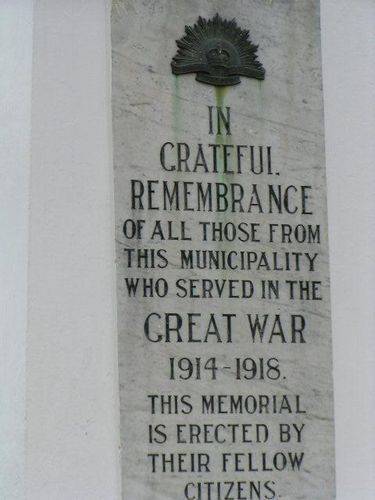 IN
GRATEFUL
REMEMBRANCE
OF ALL THOSE FROM
THIS MUNICIPALITY
WHO SERVED IN THE
GREAT WAR
1914-1918.
THIS MEMORIAL
IS ERECTED BY
THEIR FELLOW
CITIZENS